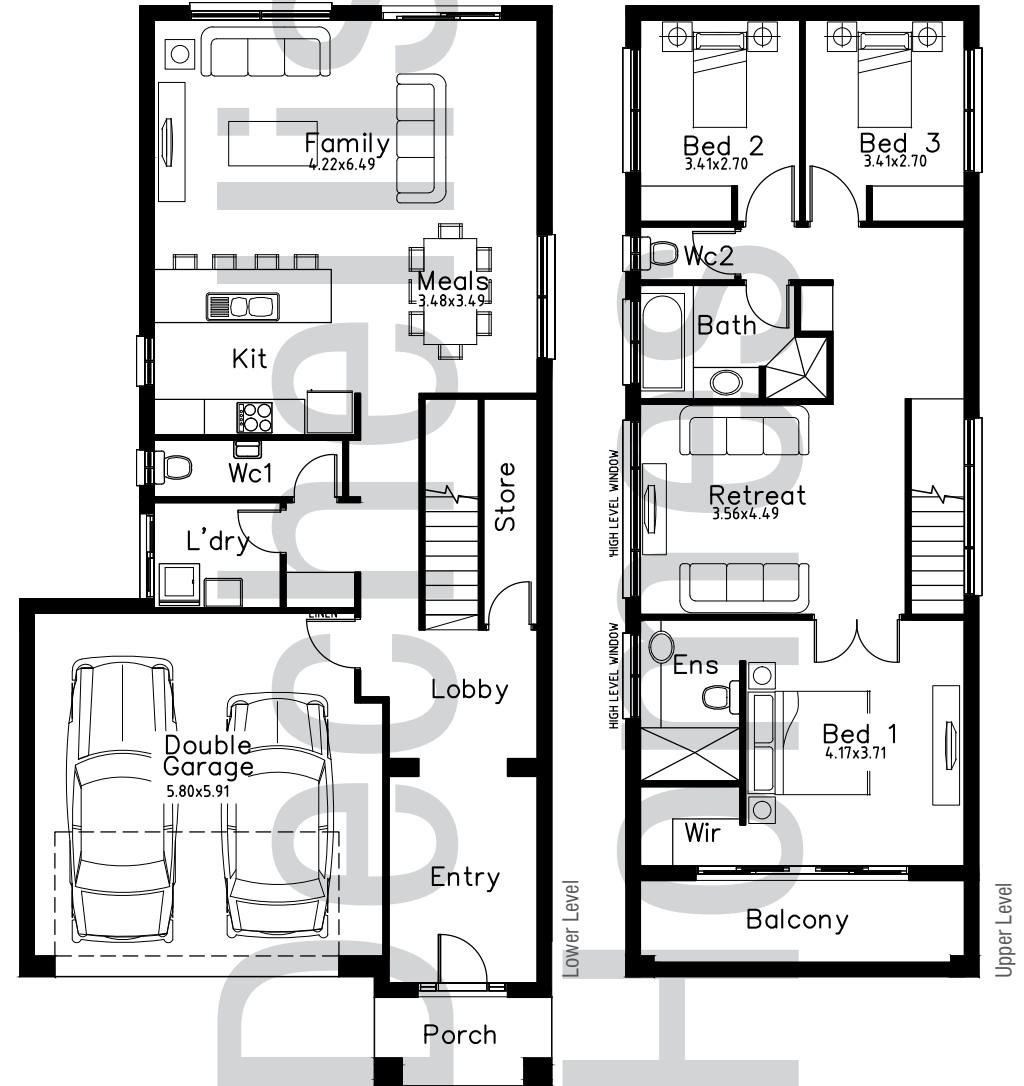 Family
4.22x6.49
Meals
3.48x3.49
Kit
Wc1
L'dry
Store
LINEN
Lobby
Double
Garage
5.80x5.91
Entry
Porch
Lower Level
Bed 2
3.41x2.70
Bed 3
3.41x2.70
Wc2
Bath
HIGH LEVEL WINDOW
Retreat
3.56x4.49
HIGH LEVEL WINDOW
Ens
Bed 1
4.17x3.71
Wir
Balcony
Upper Level